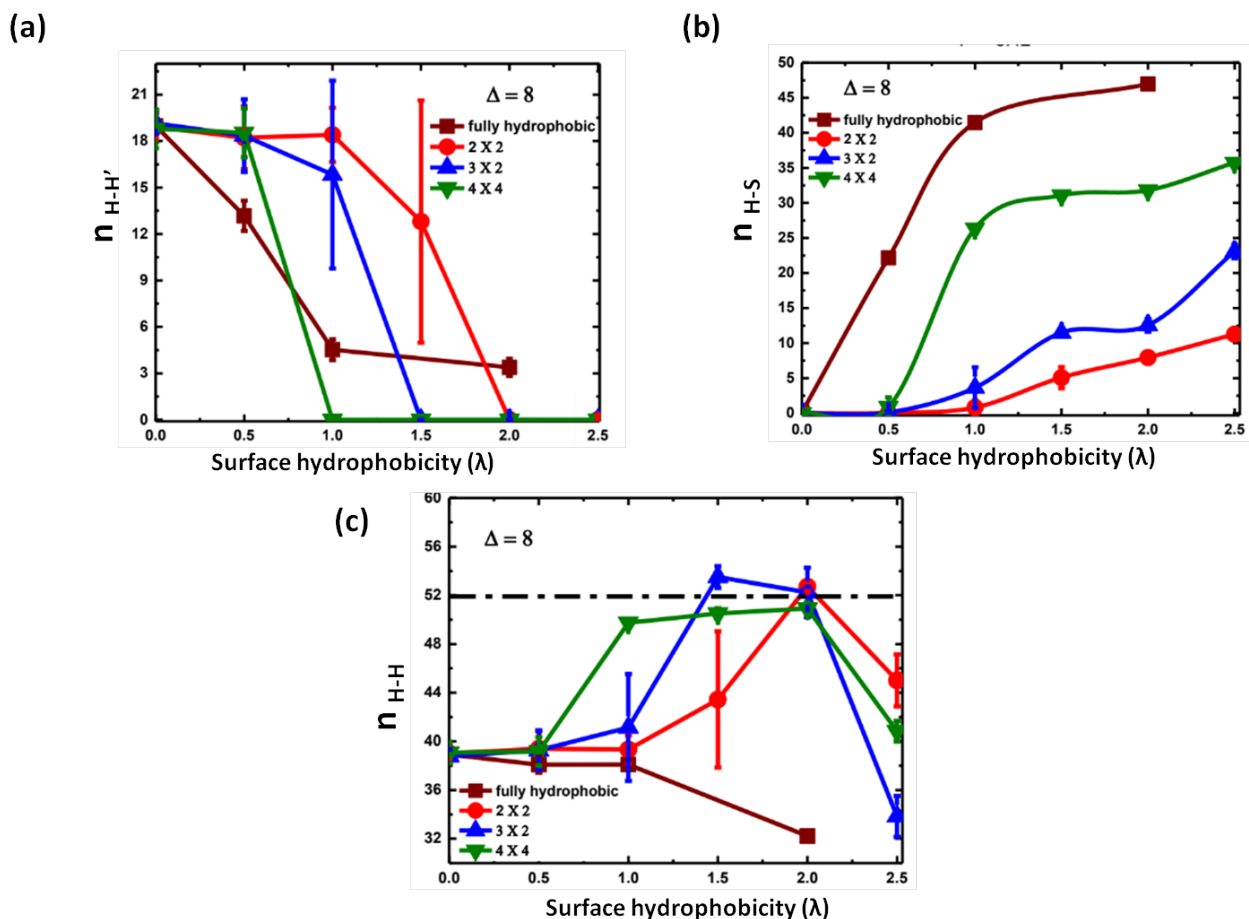 (a)
21
18
15
12
9
6
3
0
n H-H'
Δ = 8
fully hydrophobic
2 X 2
3 X 2
4 X 4
0.0 0.5 1.0 1.5 2.0 2.5
Surface hydrophobicity (λ)
(b)
50
45
40
35
30
25
20
15
10
5
0
n H-S
Δ = 8
fully hydrophobic
2 X 2
3 X 2
4 X 4
0.0 0.5 1.0 1.5 2.0 2.5
Surface hydrophobicity (λ)
(c)
60
56
52
48
44
40
36
32
n H-H
Δ = 8
fully hydrophobic
2 X 2
3 X 2
4 X 4
0.0 0.5 1.0 1.5 2.0 2.5
Surface hydrophobicity (λ)